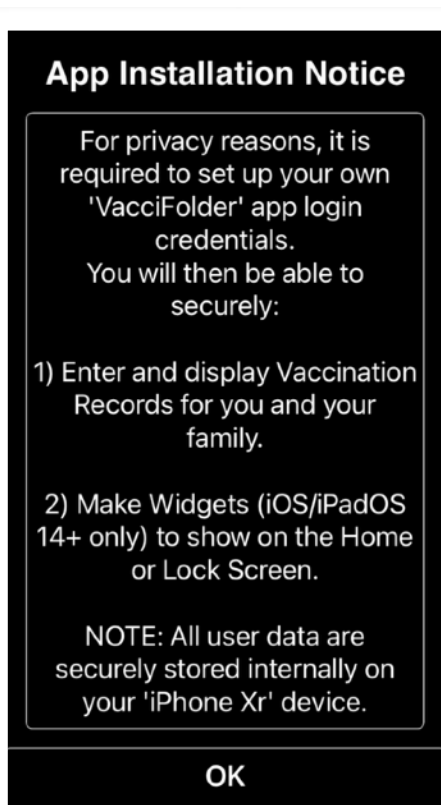 App Installation Notice
For privacy reasons, it is
required to set up your own
'VacciFolder' app login
credentials.
You will then be able to
securely:
1) Enter and display Vaccination
Records for you and your
family.
2) Make Widgets (iOS/iPadOS
14+ only) to show on the Home
or Lock Screen.
NOTE: All user data are
securely stored internally on
your 'iPhone Xr' device.
OK